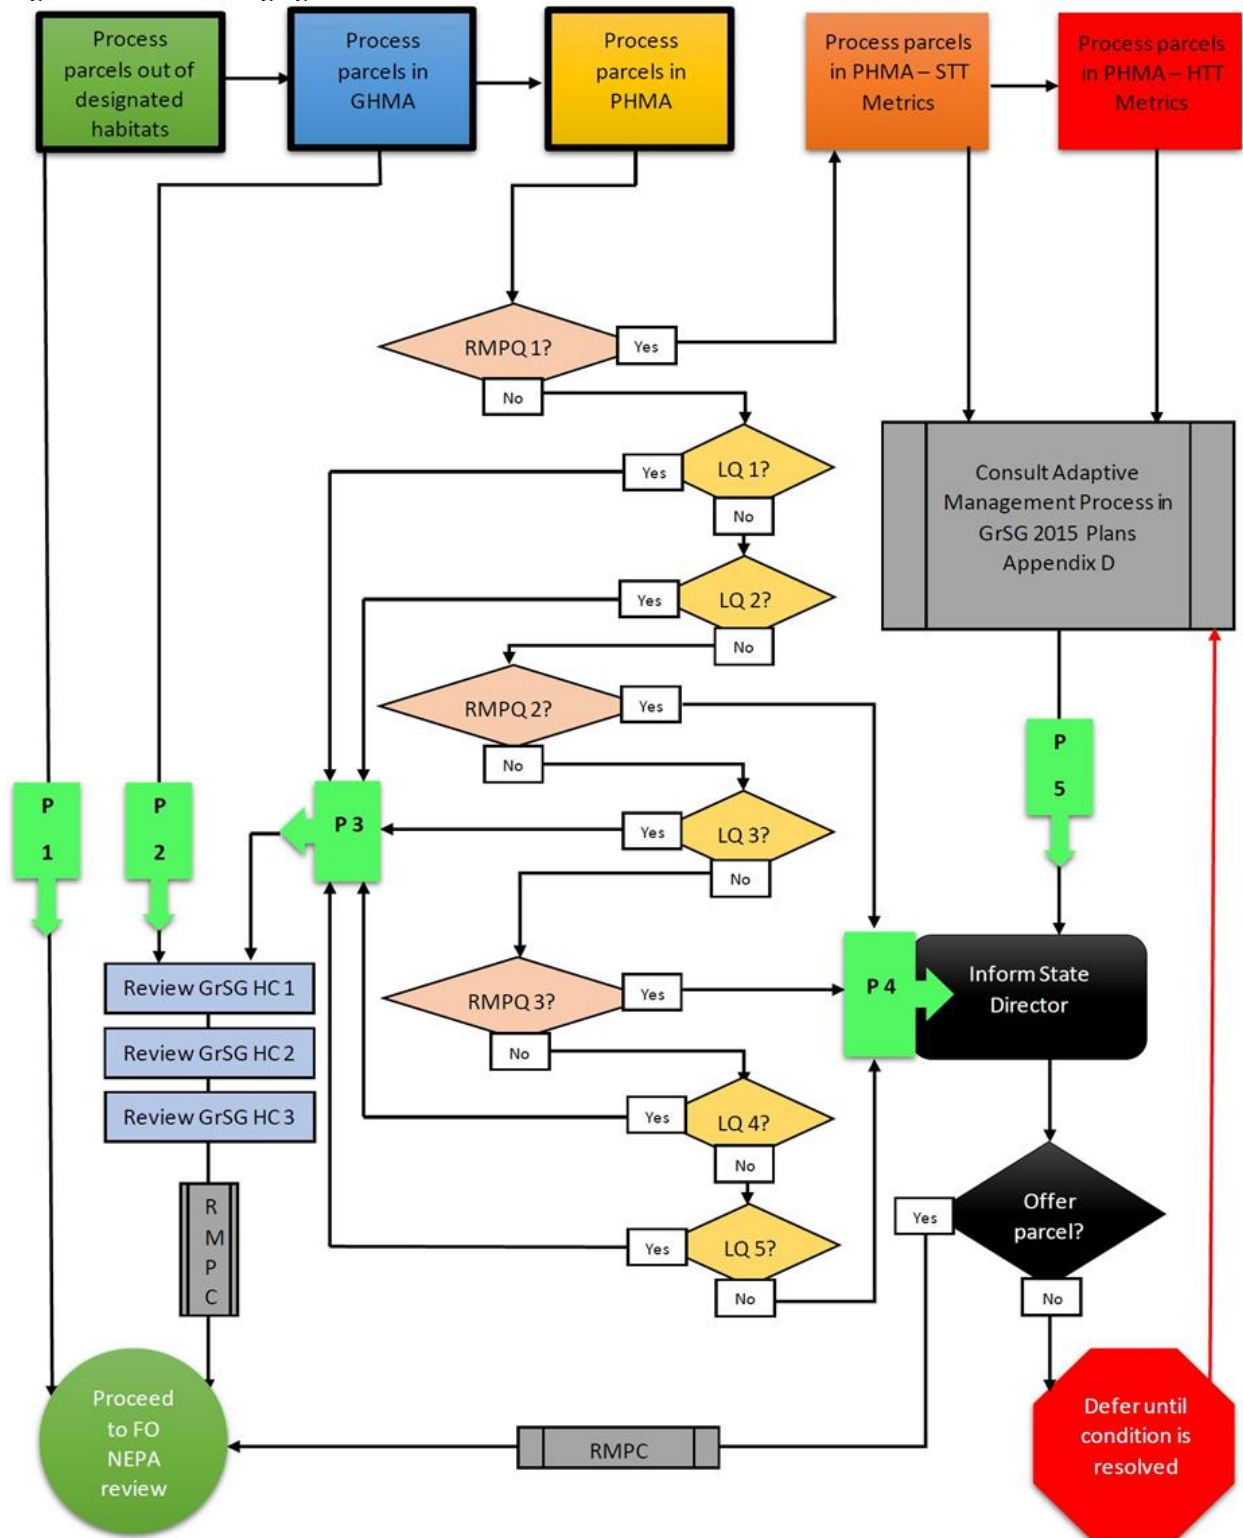 Process
parcels out of
designated
habitats
Process
parcels in
GHMA
Process
parcels in
PHMA
Process parcels
in PHMA – STT
Metrics
Process parcels
in PHMA – HTT
Metrics
RMPQ 1?
Yes
No
LQ 1?
Yes
No
Consult Adaptive
Management Process in
GrSG 2015 Plans
Appendix D
LQ 2?
Yes
No
RMPQ 2?
Yes
No
P
1
P
2
P 3
LQ 3?
Yes
No
P
5
RMPQ 3?
Yes
No
P 4
Inform State
Director
Review GrSG HC 1
Review GrSG HC 2
Review GrSG HC 3
LQ 4?
Yes
No
R
M
P
C
LQ 5?
Yes
No
Offer
parcel?
Yes
No
Proceed
to FO
NEPA
review
RMPC
Defer until
condition is
resolved